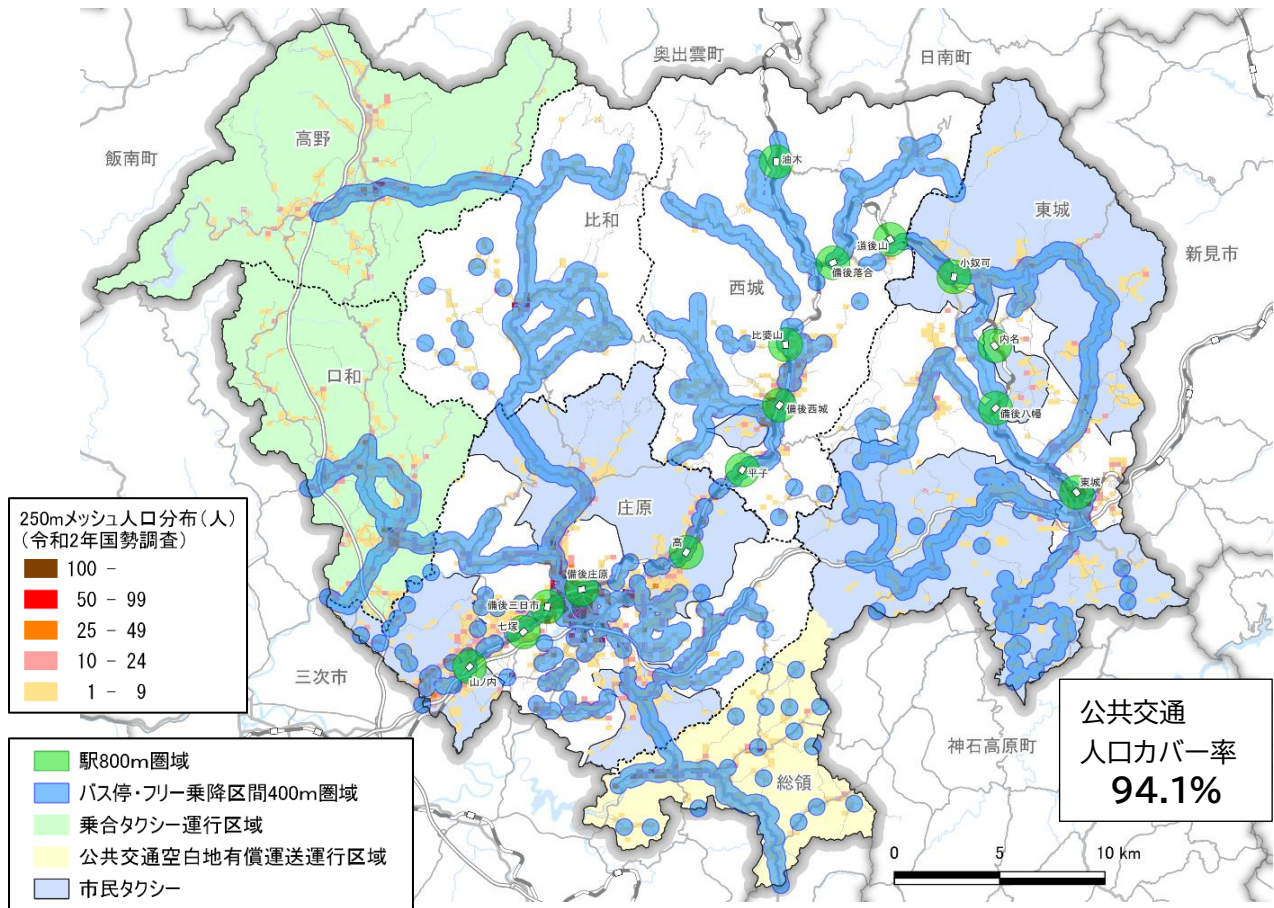 奥出雲町
日南町
飯南町
高野
油木
比和
東城
道後山
新見市
小奴可
備後落合
西城
比婆山
内名
口和
備後西城
備後八幡
平子
東城
庄原
高
備後庄原
備後三日市
七塚
山ノ内
三次市
総領
神石高原町
250mメッシュ人口分布(人)
(令和2年国勢調査)
100 -
50 - 99
25 - 49
10 - 24
1 - 9
駅800m圏域
バス停・フリー乗降区間400m圏域
乗合タクシー運行区域
公共交通空白地有償運送運行区域
市民タクシー
公共交通
人口カバー率
94.1%
0 5 10 km